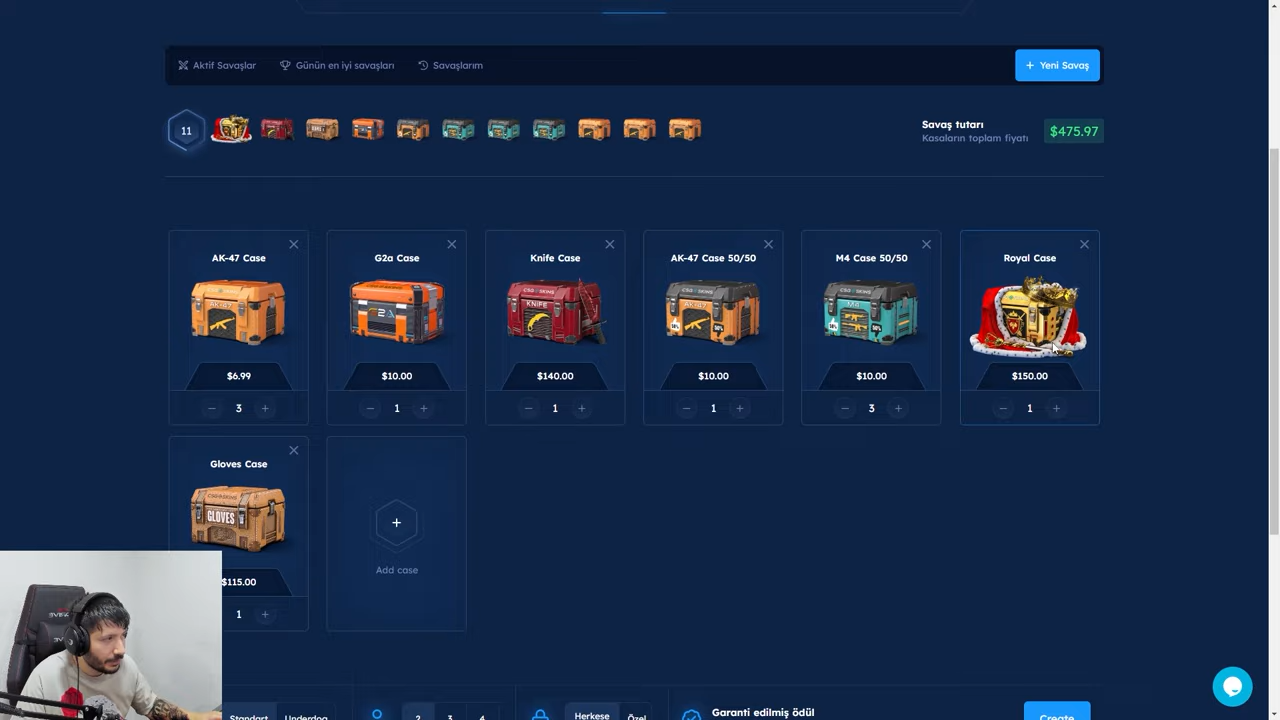 Aktif Savaşlar
Günün en iyi savaşları
Savaşlarım
+ Yeni Savaş
11
Savaş tutarı
Kasaların toplam fiyatı
$475.97
AK-47 Case
G2a Case
Knife Case
AK-47 Case 50/50
M4 Case 50/50
Royal Case
$6.99
$10.00
$140.00
$10.00
$10.00
$150.00
− 3 +
− 1 +
− 1 +
− 1 +
− 3 +
− 1 +
Gloves Case
GLOVES
+
Add case
$115.00
1 +
Standart
Underdog
2 3 4
Herkese
Özel
Garanti edilmiş ödül
Create